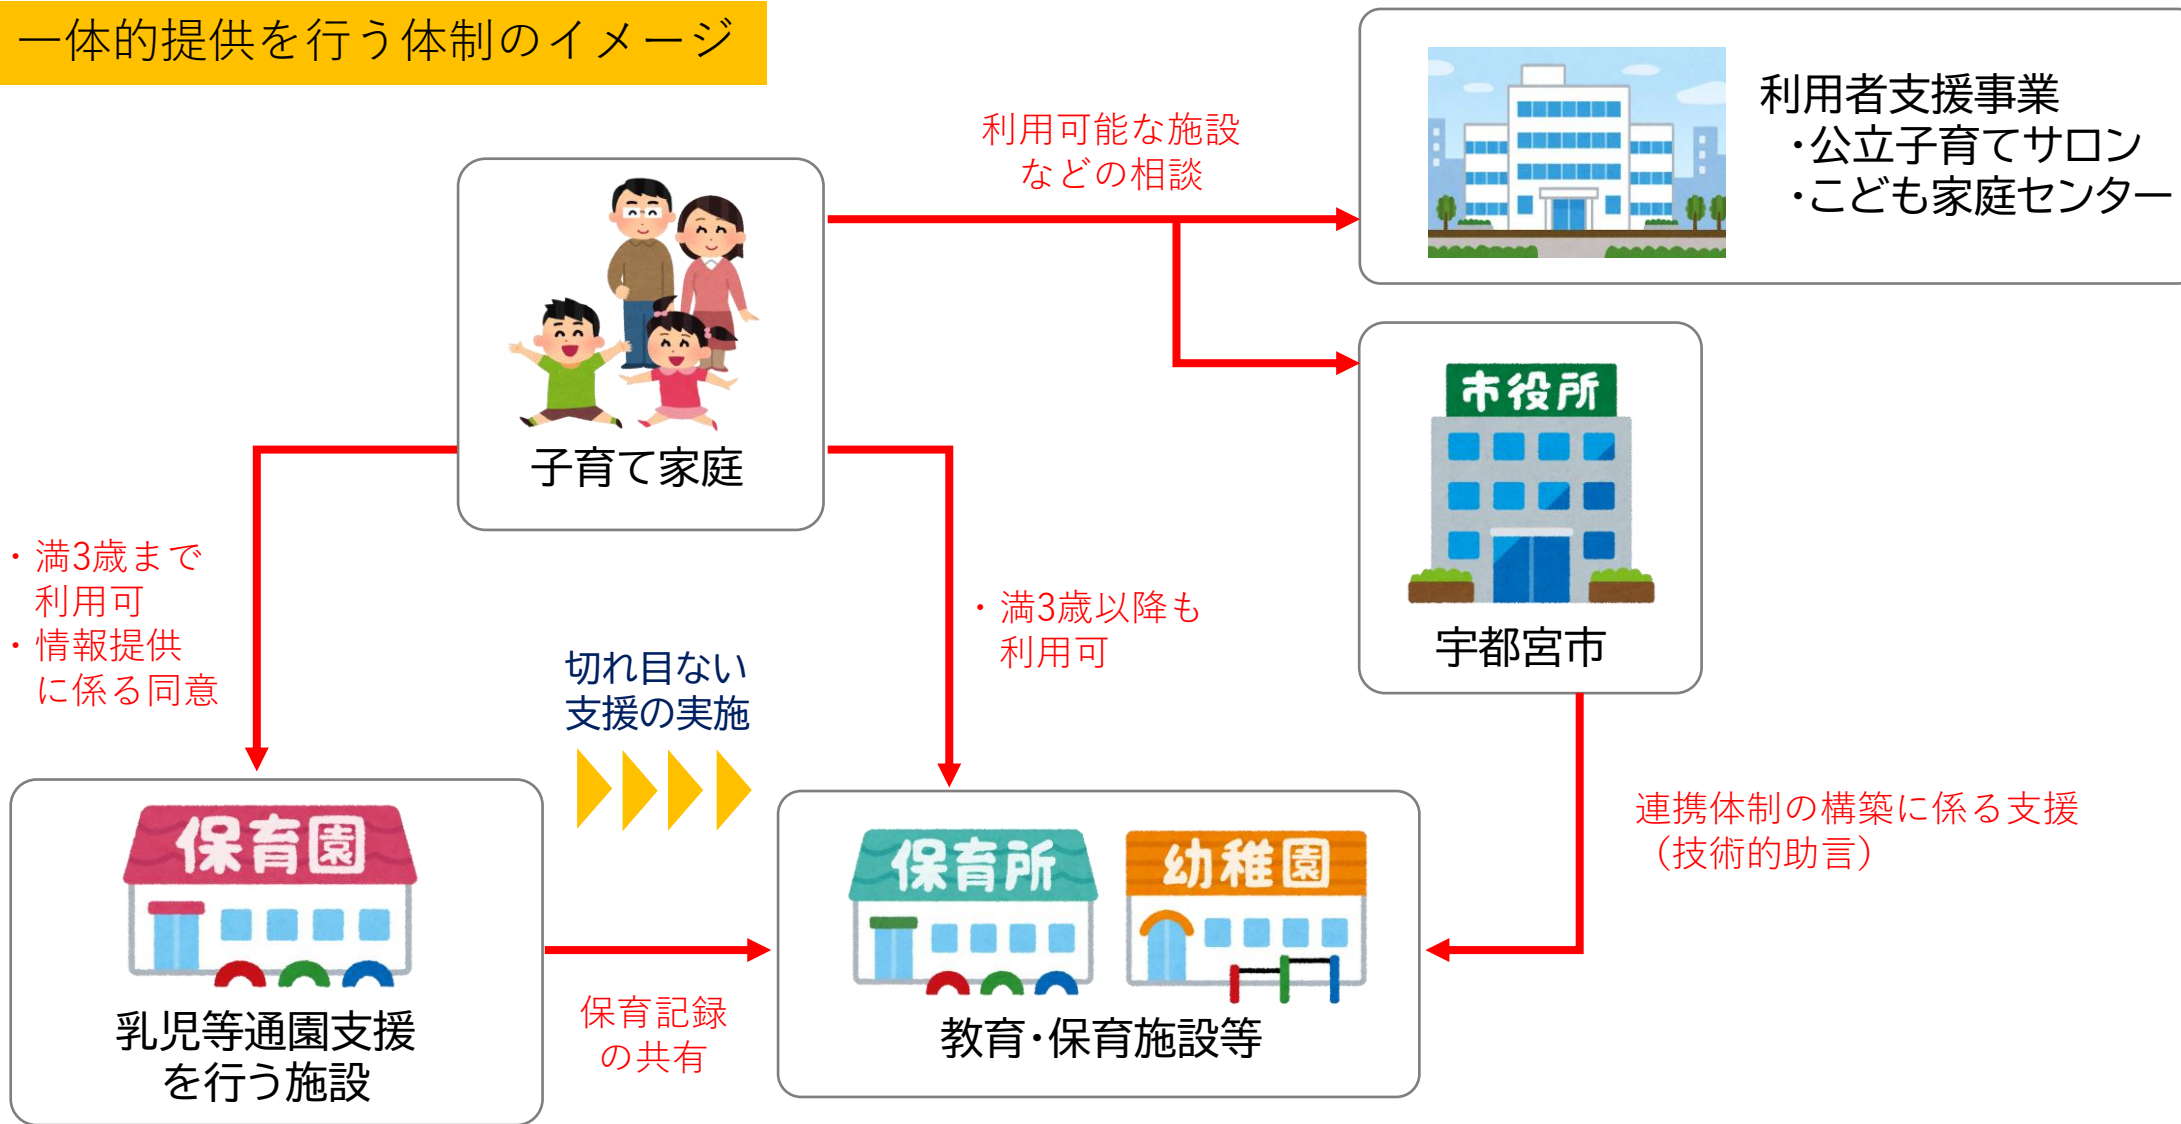 一体的提供を行う体制のイメージ
利用可能な施設
などの相談
利用者支援事業
・公立子育てサロン
・こども家庭センター
子育て家庭
市役所
宇都宮市
・満3歳まで
利用可
・情報提供
に係る同意
・満3歳以降も
利用可
切れ目ない
支援の実施
連携体制の構築に係る支援
（技術的助言）
保育園
乳児等通園支援
を行う施設
保育記録
の共有
保育所
幼稚園
教育・保育施設等